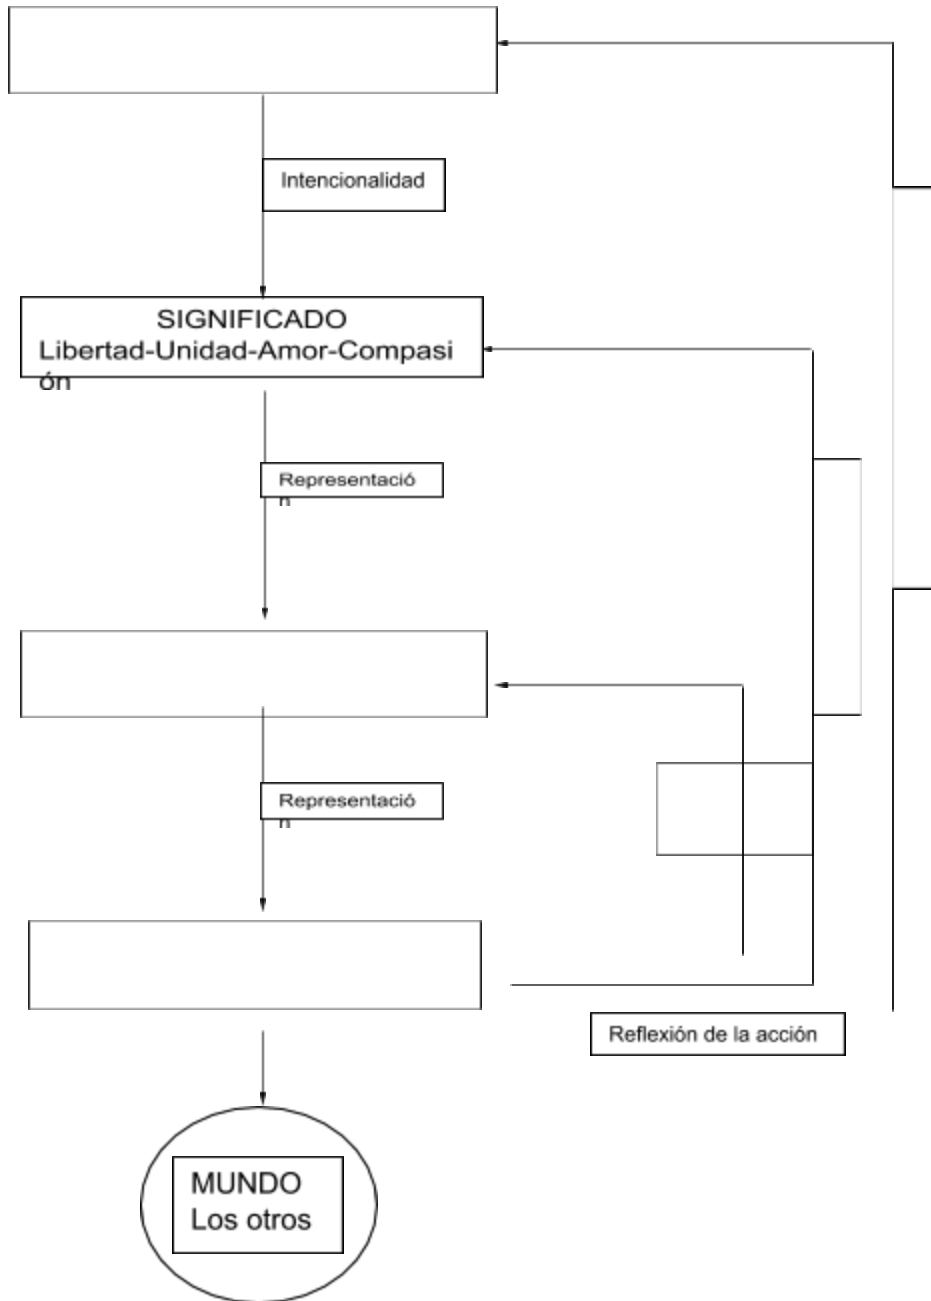 Intencionalidad
SIGNIFICADO
Libertad-Unidad-Amor-Compasi
ón
Representació
n
Representació
n
Reflexión de la acción
MUNDO
Los otros